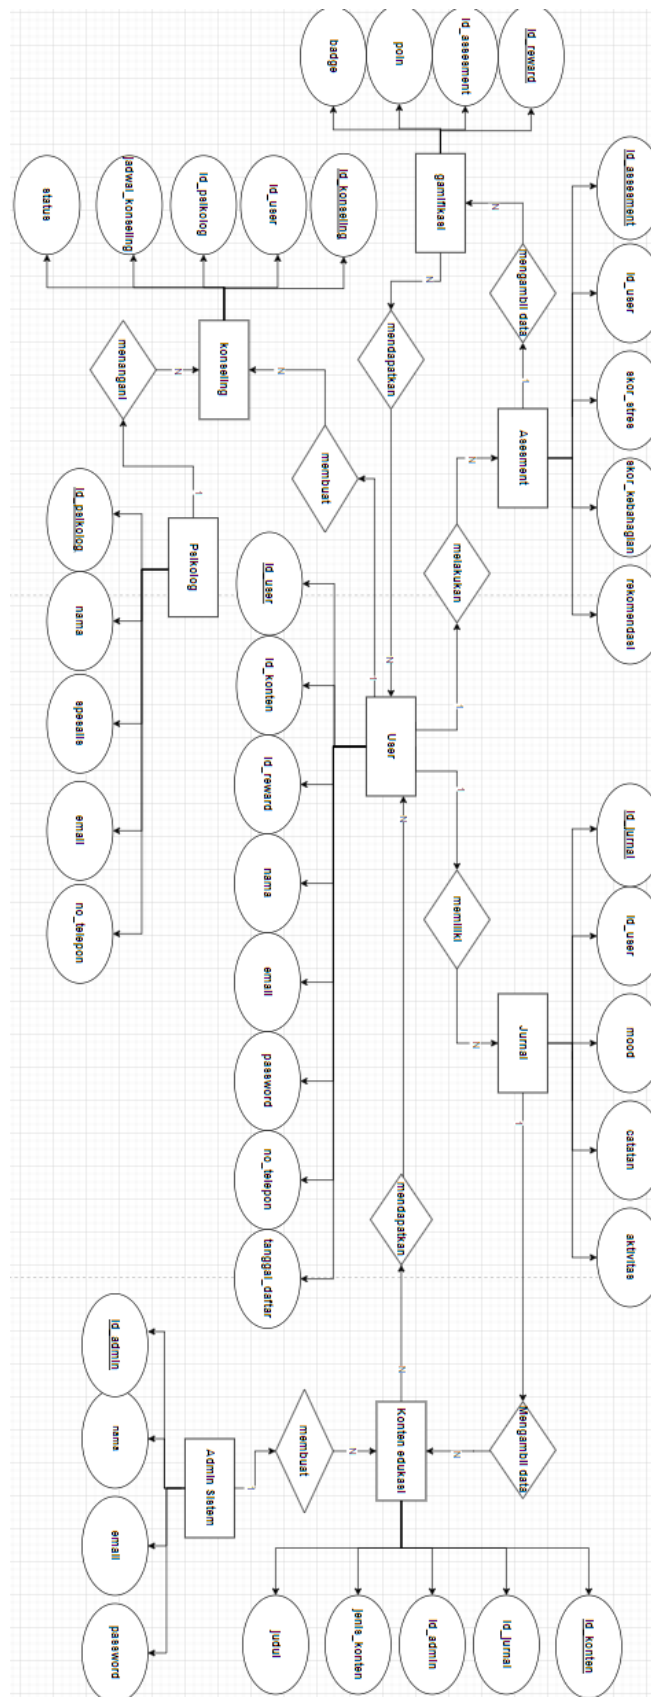 id_assesment
id_user
skor_stres
skor_kebahagian
rekomendasi
id_jurnal
id_user
mood
catatan
aktivitas
id_reward
id_assesment
poin
badge
gamifikasi
N
mengambil data
1
Asesment
N
melakukan
1
1
memiliki
N
Jurnal
1
Mengambil data
N
N
mendapatkan
N
User
N
mendapatkan
N
Konten edukasi
id_konten
id_jurnal
id_admin
jenis_konten
judul
id_konseling
id_user
id_psikolog
jadwal_konseling
status
konseling
N
membuat
1
N
menangani
1
Psikolog
id_user
id_konten
id_reward
nama
email
password
no_telepon
tanggal_daftar
N
membuat
1
Admin Sistem
id_psikolog
nama
spesialis
email
no_telepon
id_admin
nama
email
password